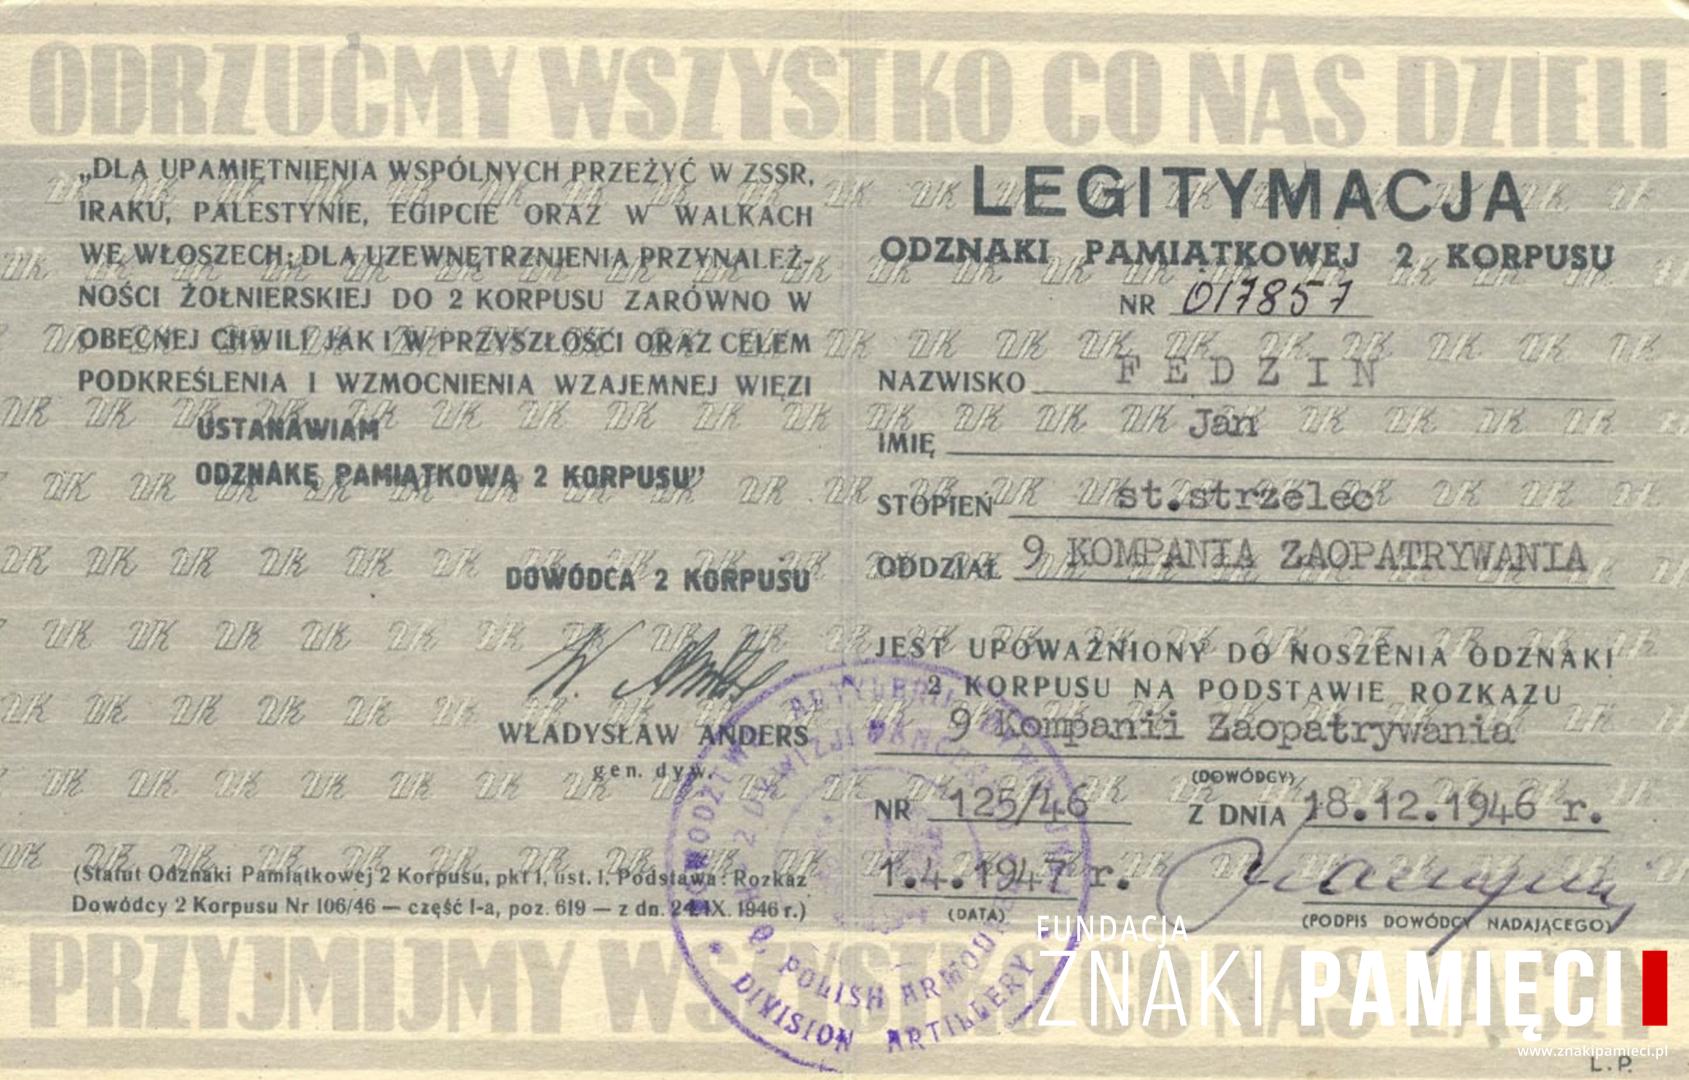 ODRZUĆMY WSZYSTKO CO NAS DZIELI
„DLA UPAMIĘTNIENIA WSPÓLNYCH PRZEŻYĆ W ZSSR,
IRAKU, PALESTYNIE, EGIPCIE ORAZ W WALKACH
WE WŁOSZECH; DLA UZEWNĘTRZNIENIA PRZYNALEŻ-
NOŚCI ŻOŁNIERSKIEJ DO 2 KORPUSU ZARÓWNO W
OBECNEJ CHWILI JAK I W PRZYSZŁOŚCI ORAZ CELEM
PODKREŚLENIA I WZMOCNIENIA WZAJEMNEJ WIĘZI
USTANAWIAM
ODZNAKĘ PAMIĄTKOWĄ 2 KORPUSU”
DOWÓDCA 2 KORPUSU
W. Anders
WŁADYSŁAW ANDERS
gen. dyw.
(Statut Odznaki Pamiątkowej 2 Korpusu, pkt 1, ust. 1. Podstawa: Rozkaz
Dowódcy 2 Korpusu Nr 106/46 — część I-a, poz. 619 — z dn. 24.IX. 1946 r.)
LEGITYMACJA
ODZNAKI PAMIĄTKOWEJ 2 KORPUSU
NR 017857
NAZWISKO FEDZIN
IMIĘ Jan
STOPIEŃ st.strzelec
ODDZIAŁ 9 KOMPANIA ZAOPATRYWANIA
JEST UPOWAŻNIONY DO NOSZENIA ODZNAKI
2 KORPUSU NA PODSTAWIE ROZKAZU
9 Kompanii Zaopatrywania
(DOWÓDCY)
NR 125/46 Z DNIA 18.12.1946 r.
1.4.1947 r.
(DATA) (PODPIS DOWÓDCY NADAJĄCEGO)
POLISH ARMOURED
DIVISION ARTILLERY
PRZYJMIJMY WSZYSTKO CO NAS ŁĄCZY
FUNDACJA
ZNAKI PAMIĘCI
www.znakipamieci.pl
L.P.